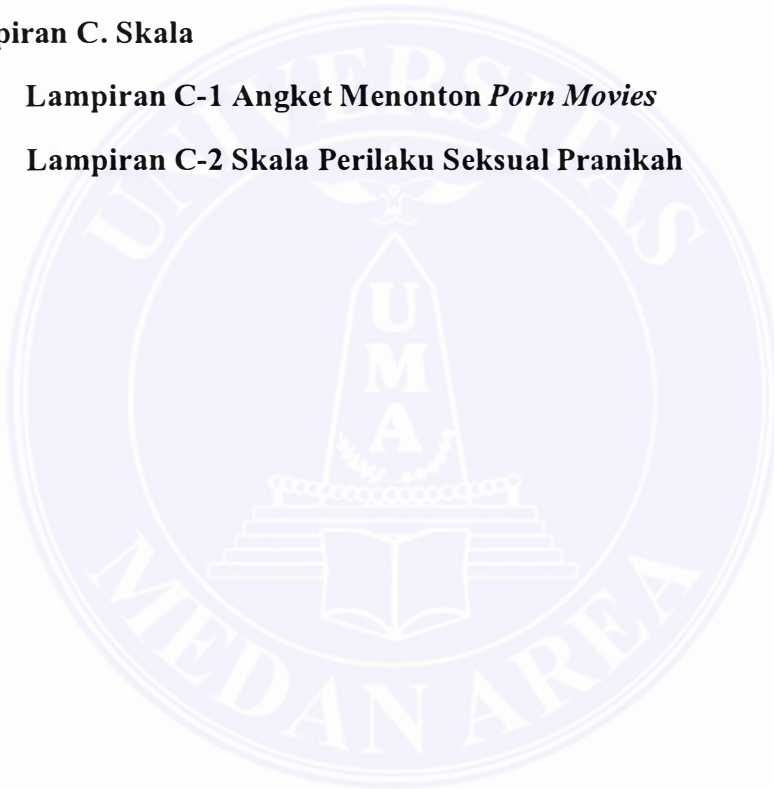 piran C. Skala
Lampiran C-1 Angket Menonton Porn Movies
Lampiran C-2 Skala Perilaku Seksual Pranikah
UNIVERSITAS
U
M
A
MEDAN AREA